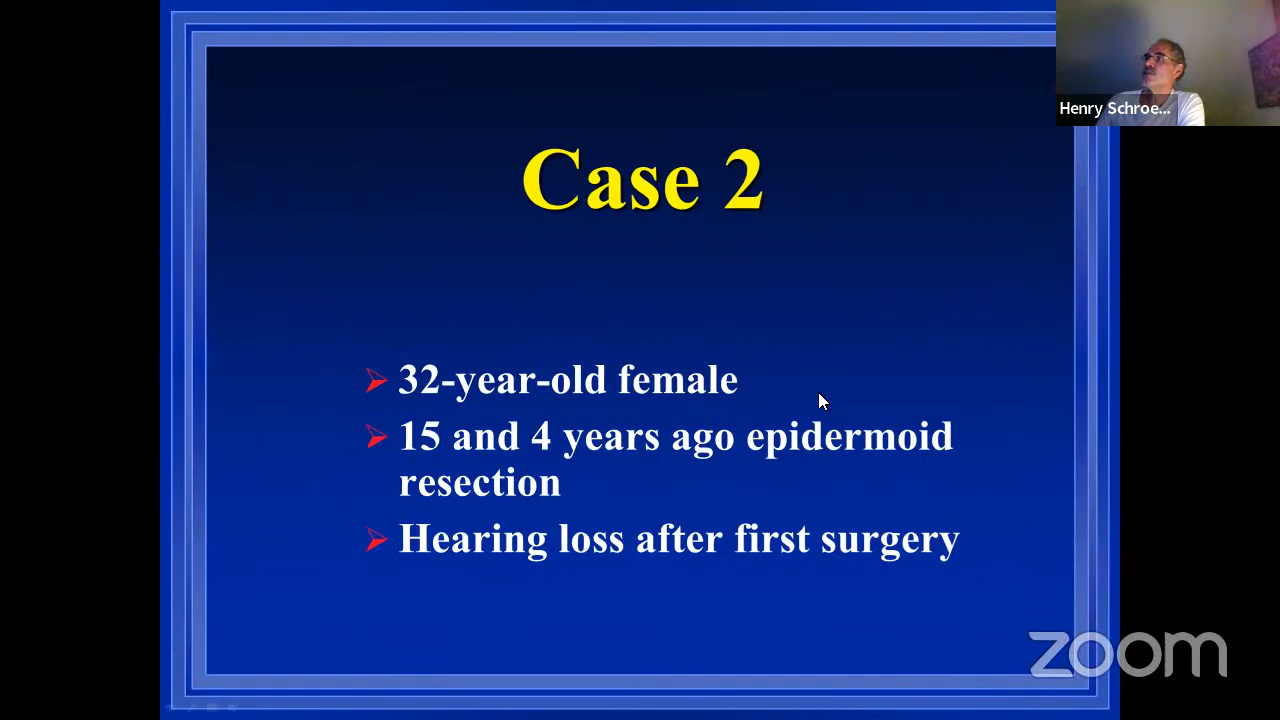 Henry Schroe...
Case 2
32-year-old female
15 and 4 years ago epidermoid
resection
Hearing loss after first surgery
zoom